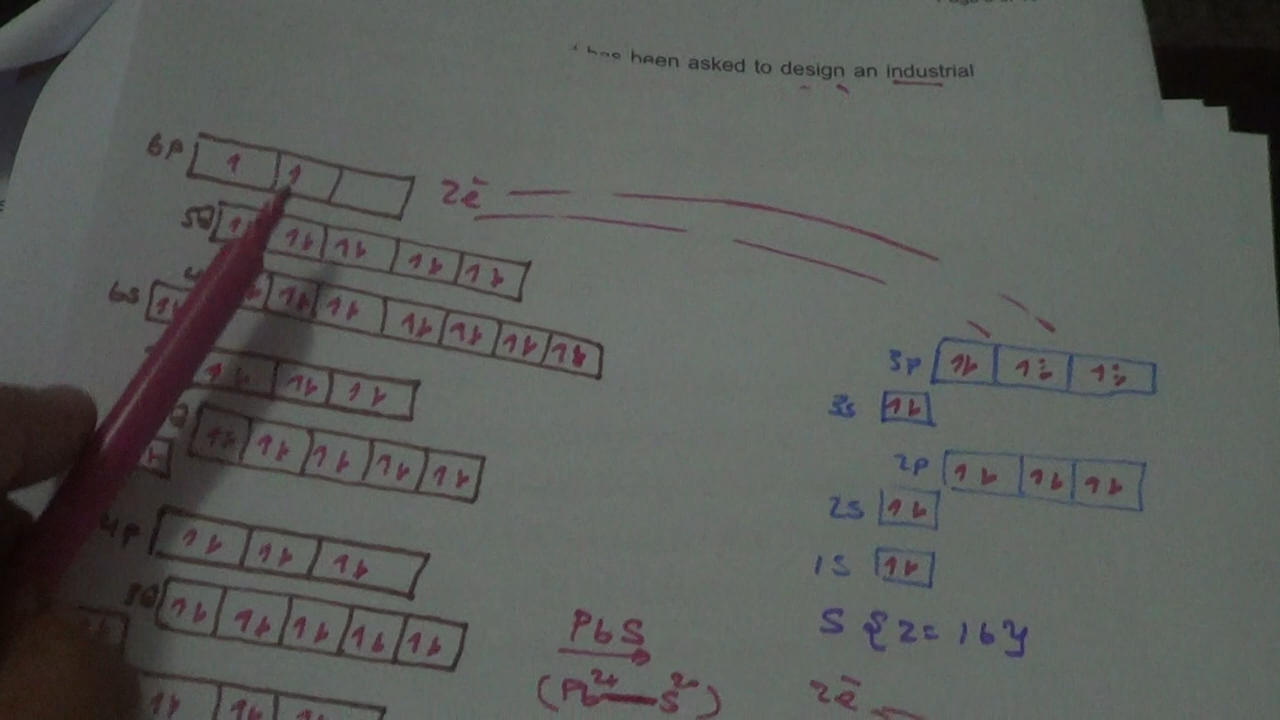 been asked to design an industrial
6P
2e̅
5d
6s
3P
3s
2P
4P
2s
1s
3d
PbS
S {Z=16}
(Pb²⁺—S²⁻)
2e̅